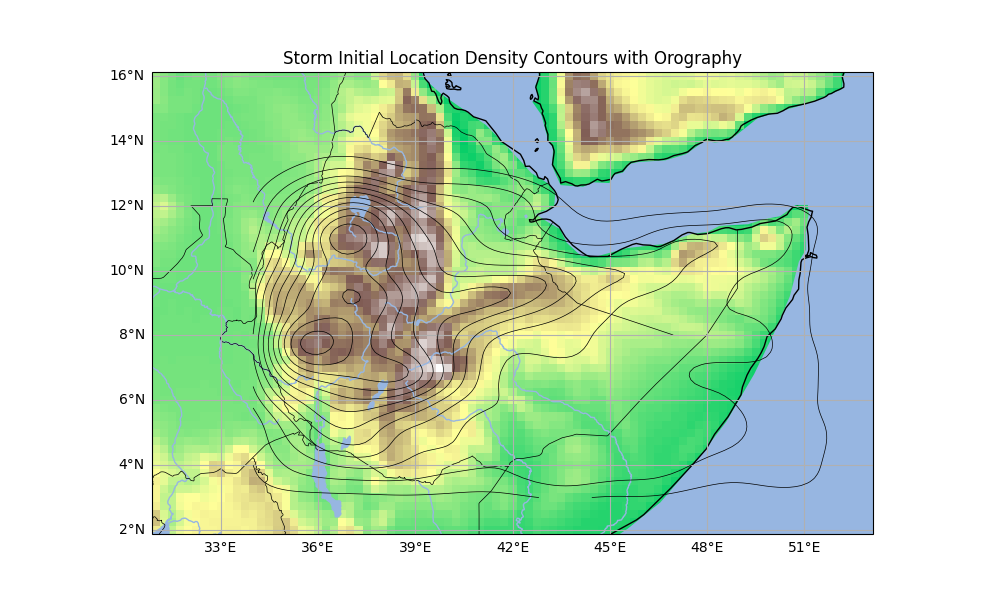 Storm Initial Location Density Contours with Orography
16°N
14°N
12°N
10°N
8°N
6°N
4°N
2°N
33°E 36°E 39°E 42°E 45°E 48°E 51°E